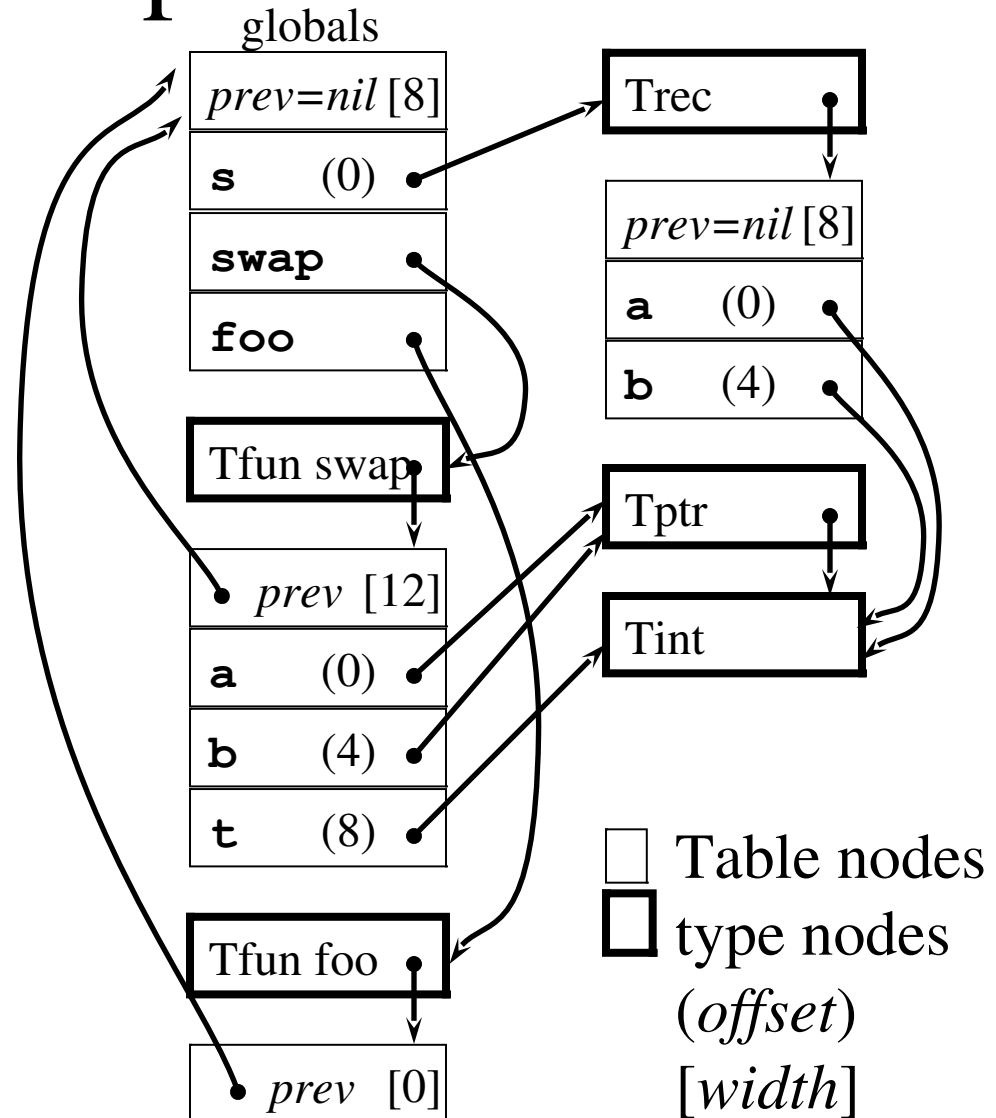 globals
prev=nil [8]
s (0)
swap
foo
Tfun swap
prev [12]
a (0)
b (4)
t (8)
Tfun foo
prev [0]
Trec
prev=nil [8]
a (0)
b (4)
Tptr
Tint
Table nodes
type nodes
(offset)
[width]